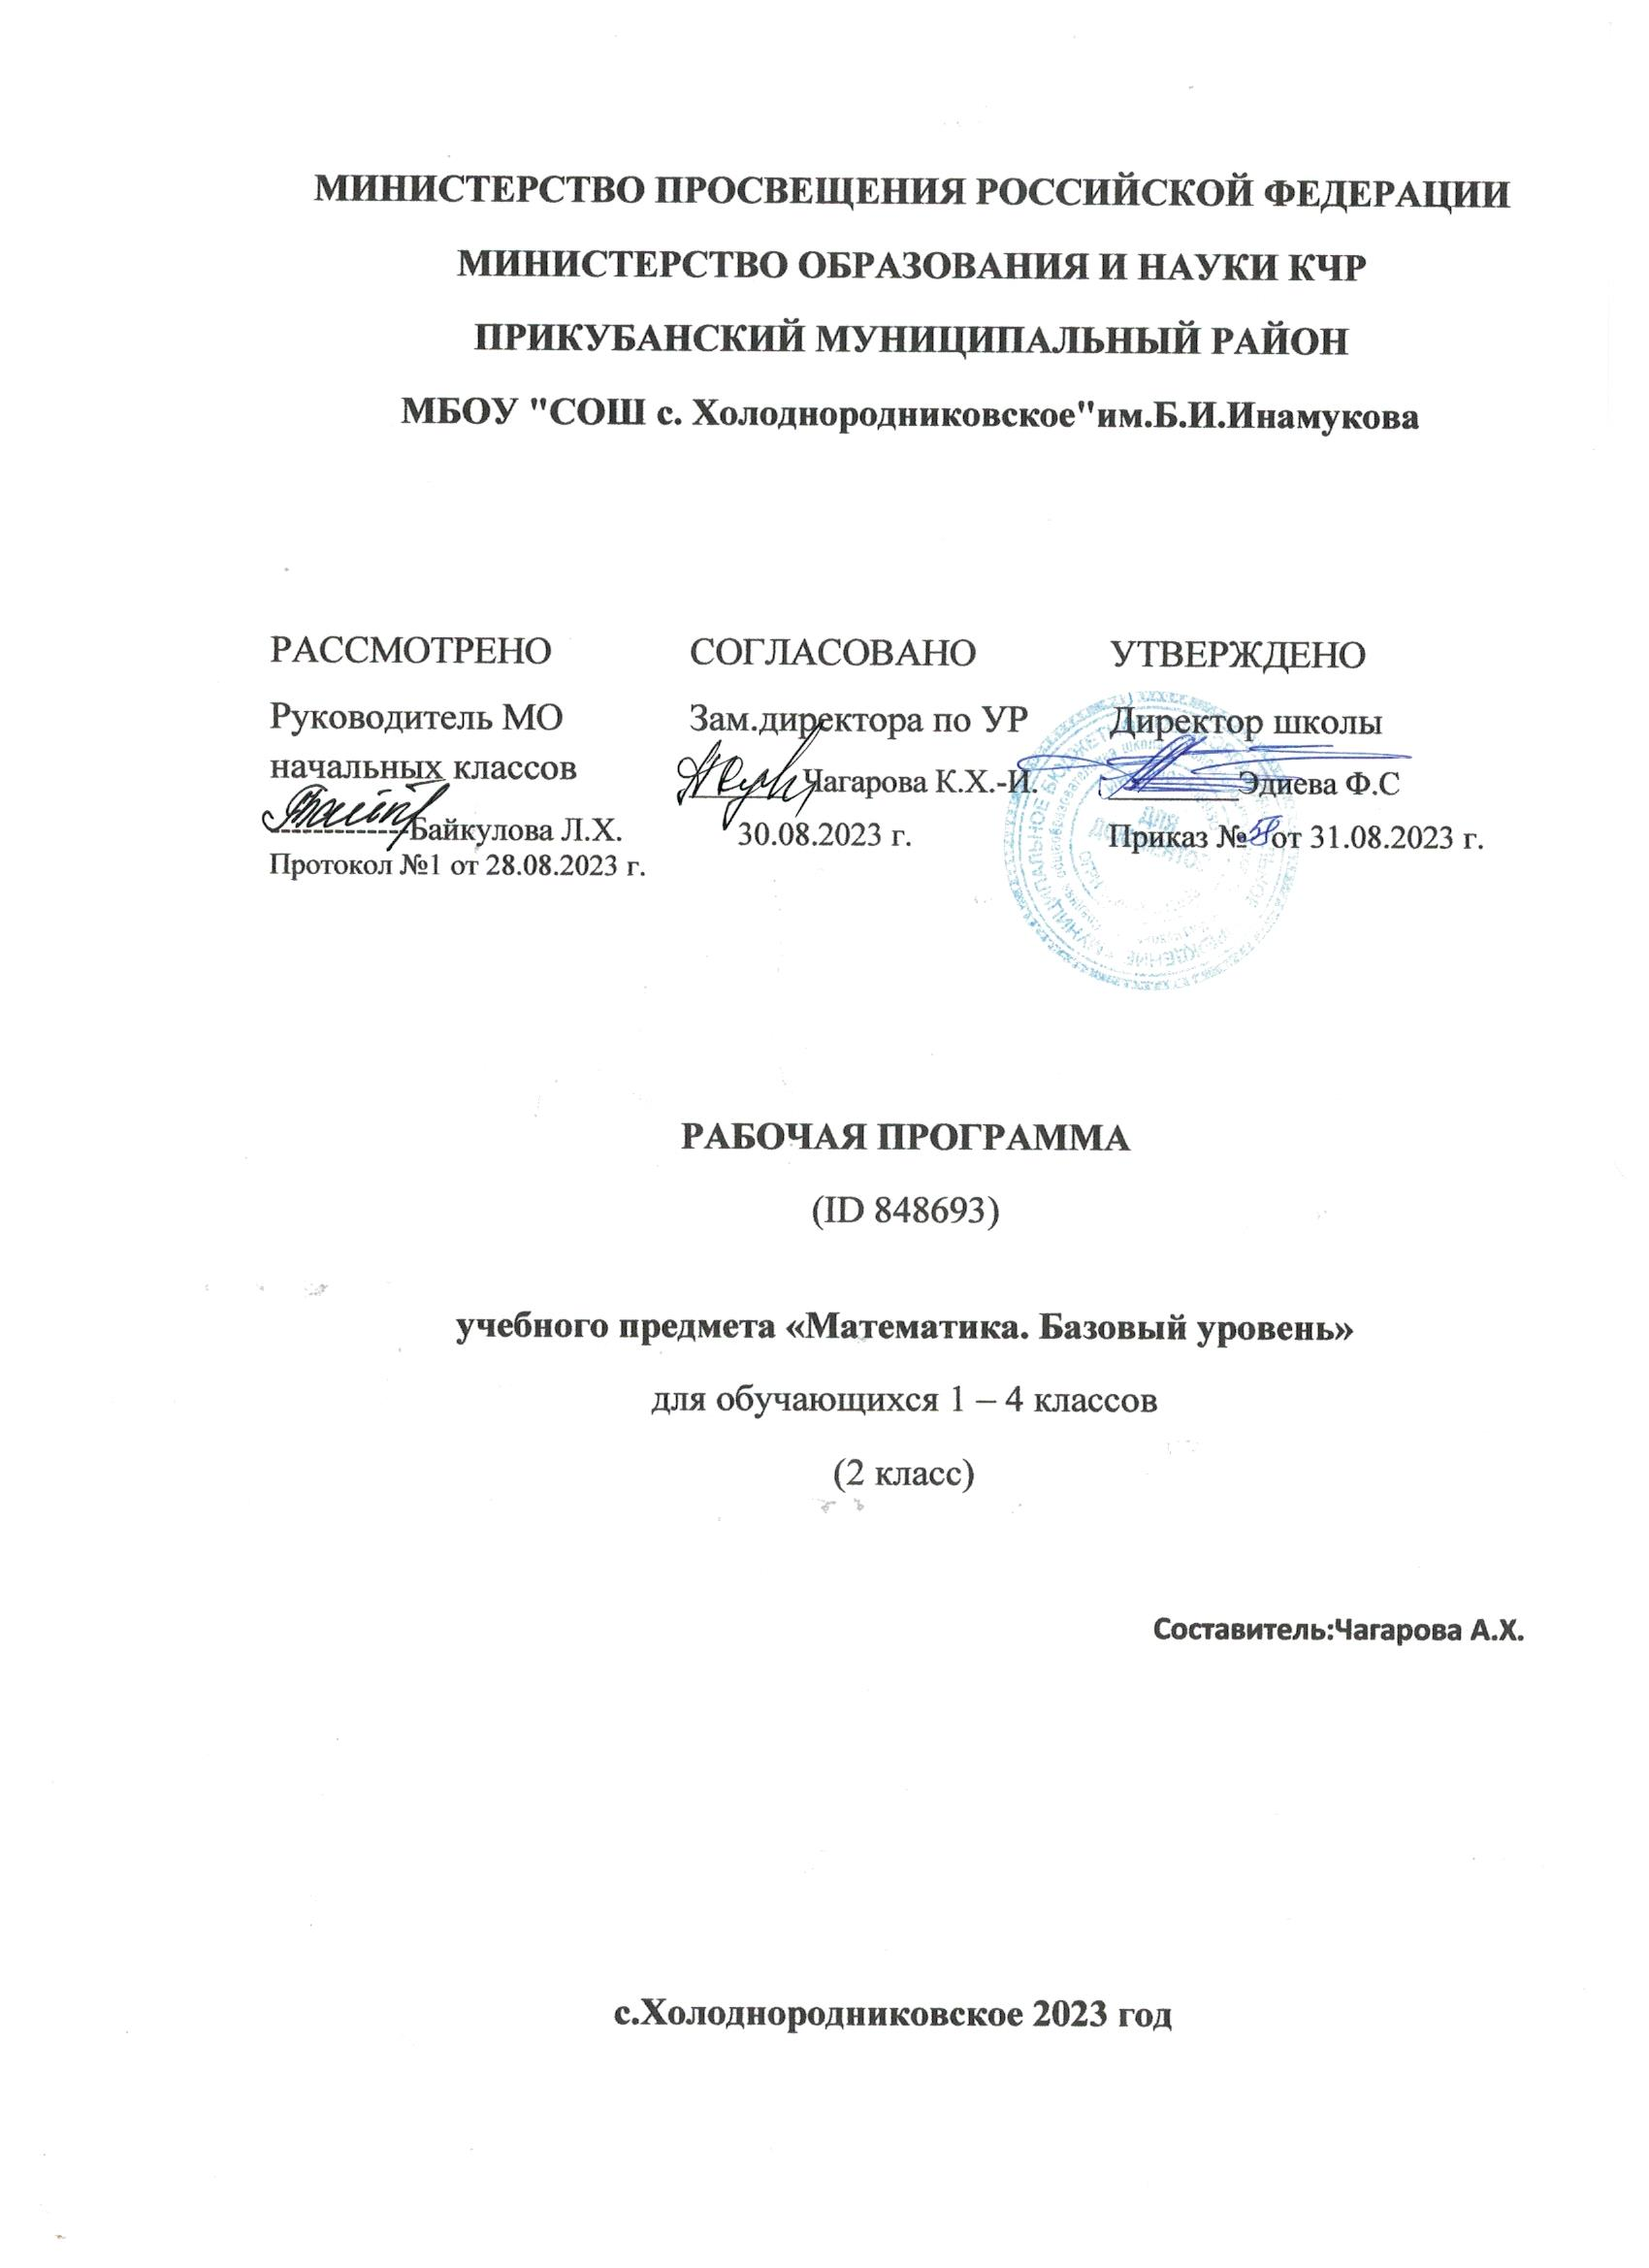 МИНИСТЕРСТВО ПРОСВЕЩЕНИЯ РОССИЙСКОЙ ФЕДЕРАЦИИ
МИНИСТЕРСТВО ОБРАЗОВАНИЯ И НАУКИ КЧР
ПРИКУБАНСКИЙ МУНИЦИПАЛЬНЫЙ РАЙОН
МБОУ "СОШ с. Холоднородниковское"им.Б.И.Инамукова
РАССМОТРЕНО
Руководитель МО
начальных классов
Байкулова Л.Х.
Протокол №1 от 28.08.2023 г.
СОГЛАСОВАНО
Зам.директора по УР
Чагарова К.Х.-И.
30.08.2023 г.
УТВЕРЖДЕНО
Директор школы
Эдиева Ф.С
Приказ № от 31.08.2023 г.
ДЛЯ
РАБОЧАЯ ПРОГРАММА
(ID 848693)
учебного предмета «Математика. Базовый уровень»
для обучающихся 1 – 4 классов
(2 класс)
Составитель:Чагарова А.Х.
с.Холоднородниковское 2023 год